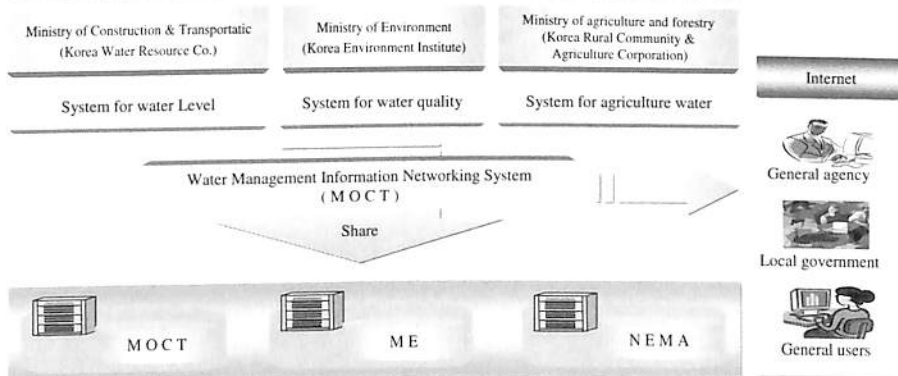 Ministry of Construction & Transportatic
(Korea Water Resource Co.)
Ministry of Environment
(Korea Environment Institute)
Ministry of agriculture and forestry
(Korea Rural Community &
Agriculture Corporation)
System for water Level
System for water quality
System for agriculture water
Water Management Information Networking System
(MOCT)
Share
MOCT
ME
NEMA
Internet
General agency
Local government
General users